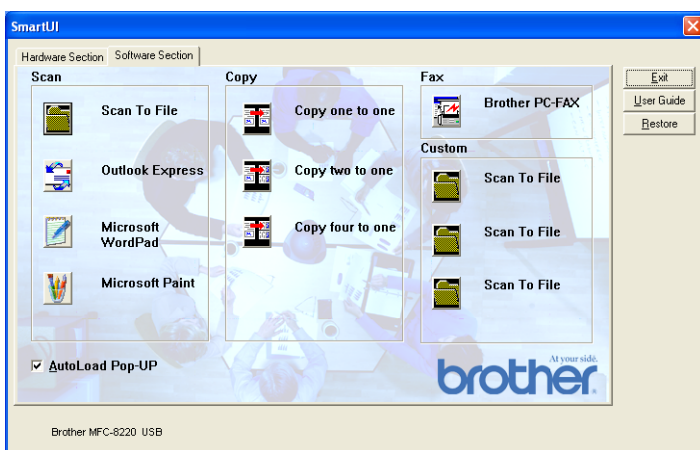 SmartUI
Hardware Section
Software Section
Scan
Scan To File
Outlook Express
Microsoft
WordPad
Microsoft Paint
Copy
Copy one to one
Copy two to one
Copy four to one
Fax
Brother PC-FAX
Custom
Scan To File
Scan To File
Scan To File
Exit
User Guide
Restore
AutoLoad Pop-UP
At your side.
brother
Brother MFC-8220 USB